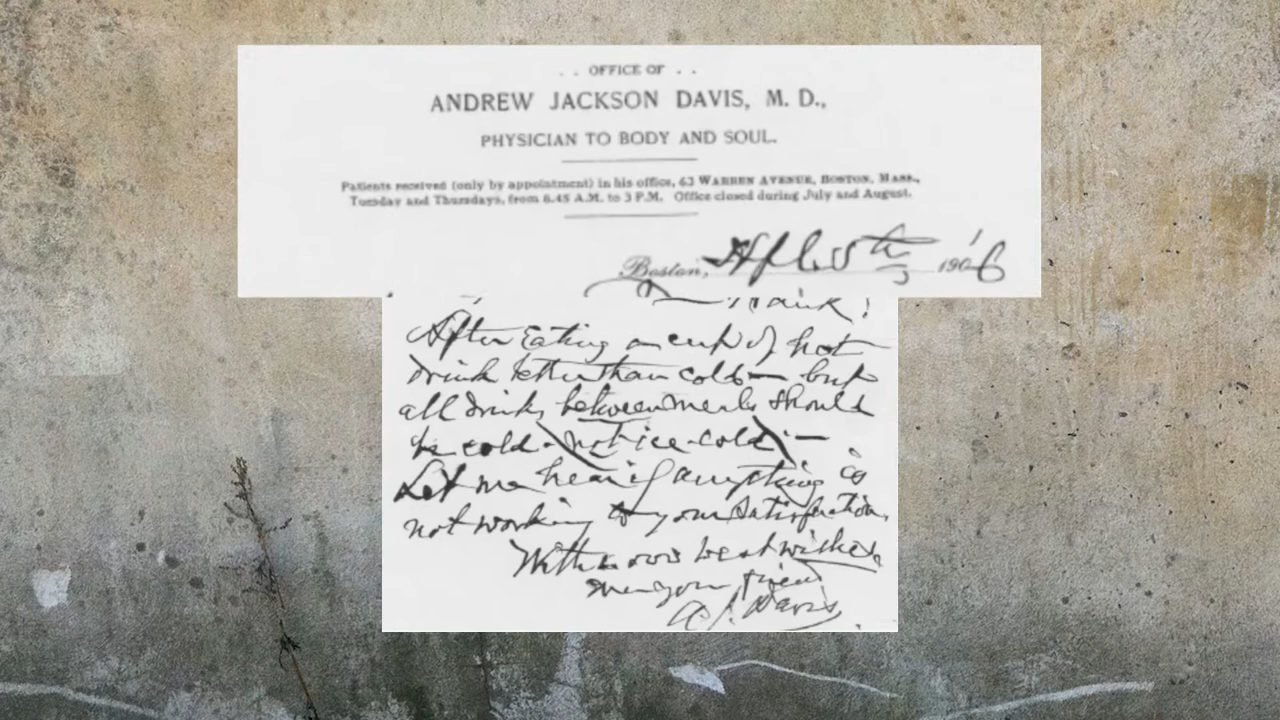 . . OFFICE OF . .
ANDREW JACKSON DAVIS, M. D.,
PHYSICIAN TO BODY AND SOUL.
Patients received (only by appointment) in his office, 63 WARREN AVENUE, BOSTON, MASS.,
Tuesday and Thursdays, from 8.45 A.M. to 3 P.M. Office closed during July and August.
Boston, 1906
After Eating a cup of hot
drink better than cold — but
all drinks between meals should
be cold - not ice-cold —
Let me hear if anything is
not working to your Satisfaction,
With best wishes
your friend
A. J. Davis,